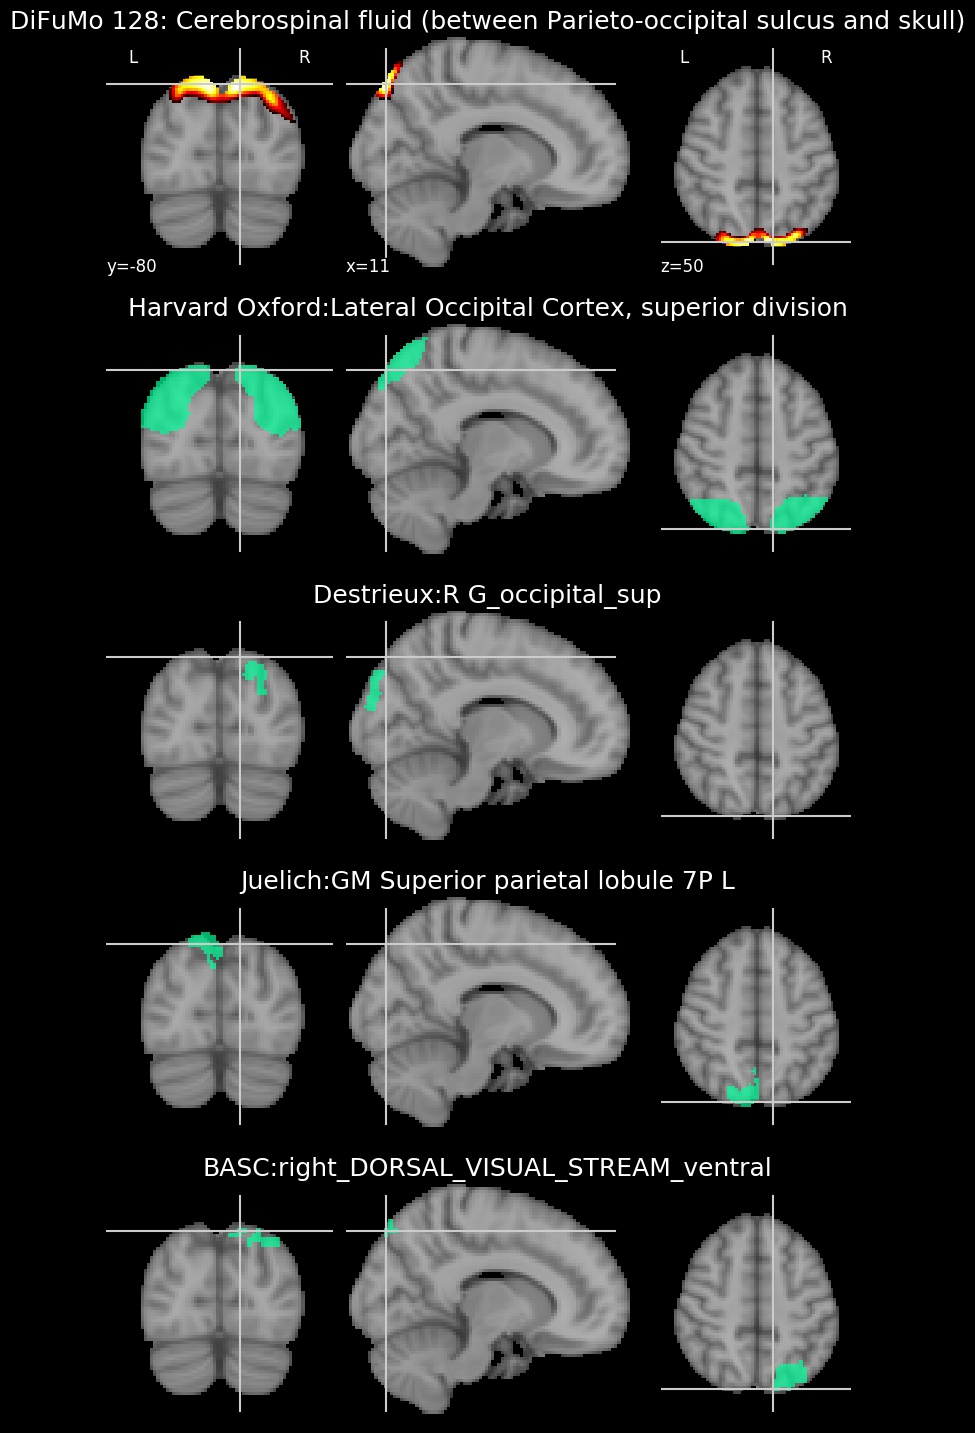 DiFuMo 128: Cerebrospinal fluid (between Parieto-occipital sulcus and skull)
L R L R
y=-80 x=11 z=50
Harvard Oxford:Lateral Occipital Cortex, superior division
Destrieux:R G_occipital_sup
Juelich:GM Superior parietal lobule 7P L
BASC:right_DORSAL_VISUAL_STREAM_ventral